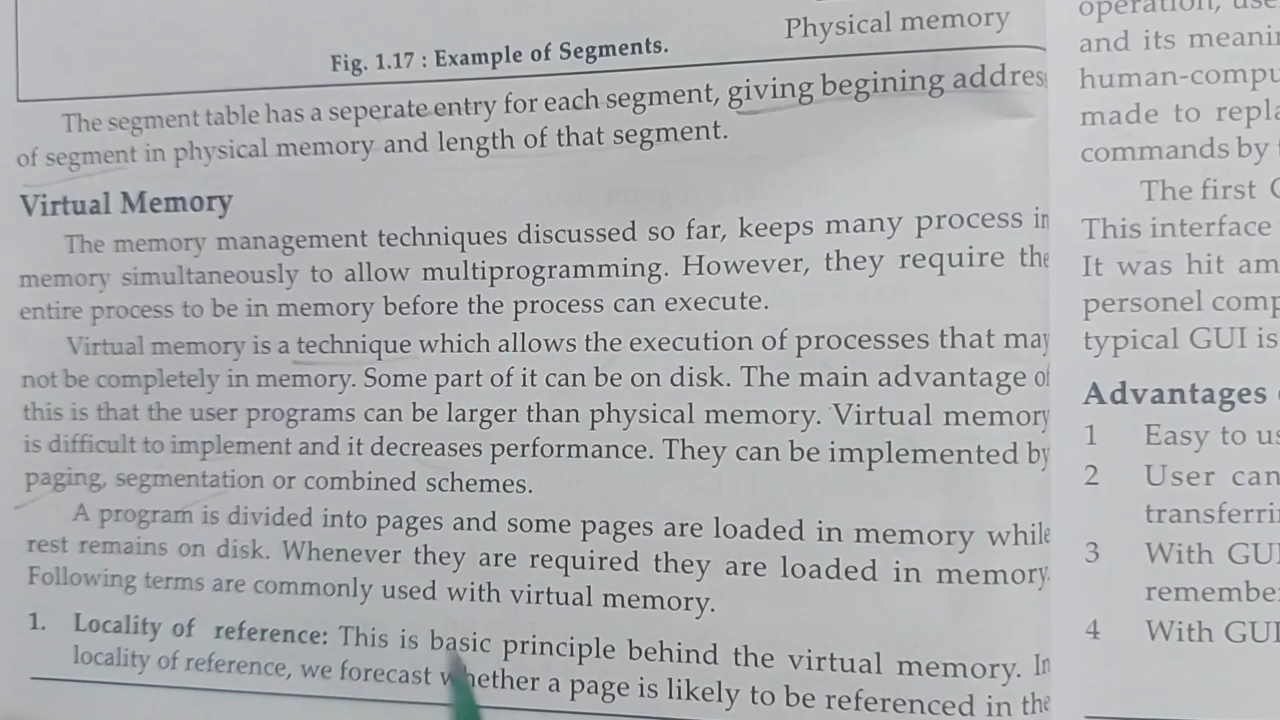 Physical memory
Fig. 1.17 : Example of Segments.
The segment table has a seperate entry for each segment, giving begining addres
of segment in physical memory and length of that segment.
Virtual Memory
The memory management techniques discussed so far, keeps many process in
memory simultaneously to allow multiprogramming. However, they require the
entire process to be in memory before the process can execute.
Virtual memory is a technique which allows the execution of processes that may
not be completely in memory. Some part of it can be on disk. The main advantage of
this is that the user programs can be larger than physical memory. Virtual memory
is difficult to implement and it decreases performance. They can be implemented by
paging, segmentation or combined schemes.
A program is divided into pages and some pages are loaded in memory while
rest remains on disk. Whenever they are required they are loaded in memory.
Following terms are commonly used with virtual memory.
1. Locality of reference: This is basic principle behind the virtual memory. In
locality of reference, we forecast whether a page is likely to be referenced in the
operation, use
and its meanin
human-compu
made to repla
commands by
The first
This interface
It was hit am
personel comp
typical GUI is
Advantages
1 Easy to us
2 User can
transferrin
3 With GUI
remember
4 With GUI